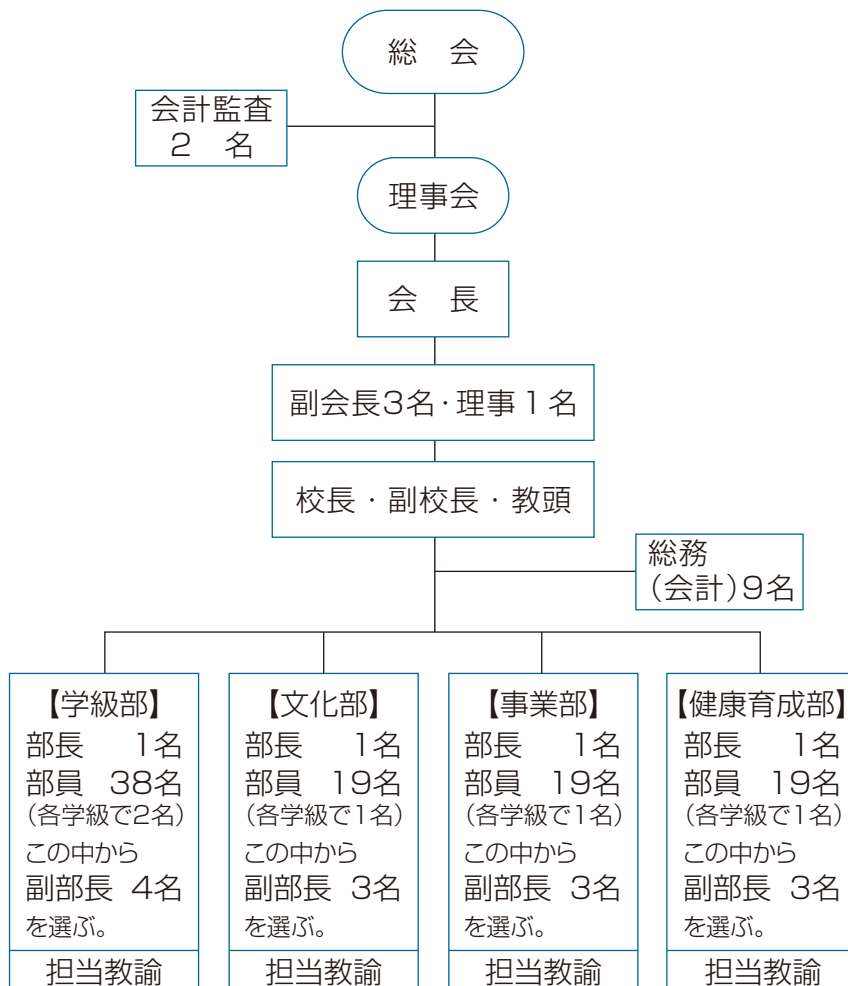 総　会
会計監査
２　名
理事会
会　長
副会長3名・理事１名
校長・副校長・教頭
総務
（会計）9名
【学級部】
部長　1名
部員　38名
（各学級で2名）
この中から
副部長 4名
を選ぶ。
担当教諭
【文化部】
部長　1名
部員　19名
（各学級で1名）
この中から
副部長 3名
を選ぶ。
担当教諭
【事業部】
部長　1名
部員　19名
（各学級で1名）
この中から
副部長 3名
を選ぶ。
担当教諭
【健康育成部】
部長　1名
部員　19名
（各学級で1名）
この中から
副部長 3名
を選ぶ。
担当教諭